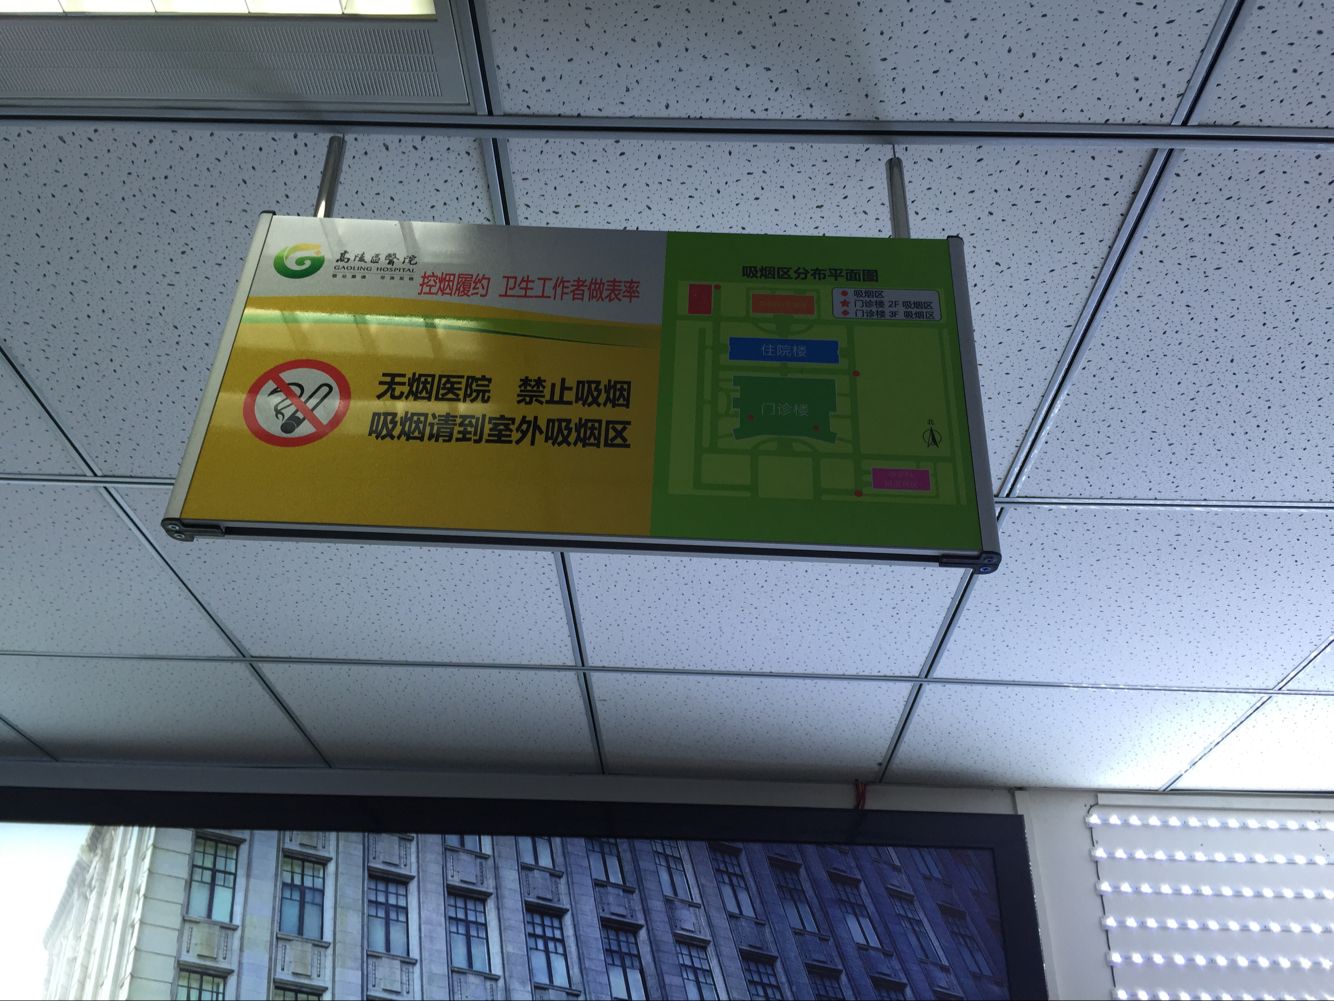 高陵区醫院
GAOLING HOSPITAL
控烟履约 卫生工作者做表率
无烟医院 禁止吸烟
吸烟请到室外吸烟区
吸烟区分布平面图
吸烟区
门诊楼 2F 吸烟区
门诊楼 3F 吸烟区
住院楼
门诊楼
北